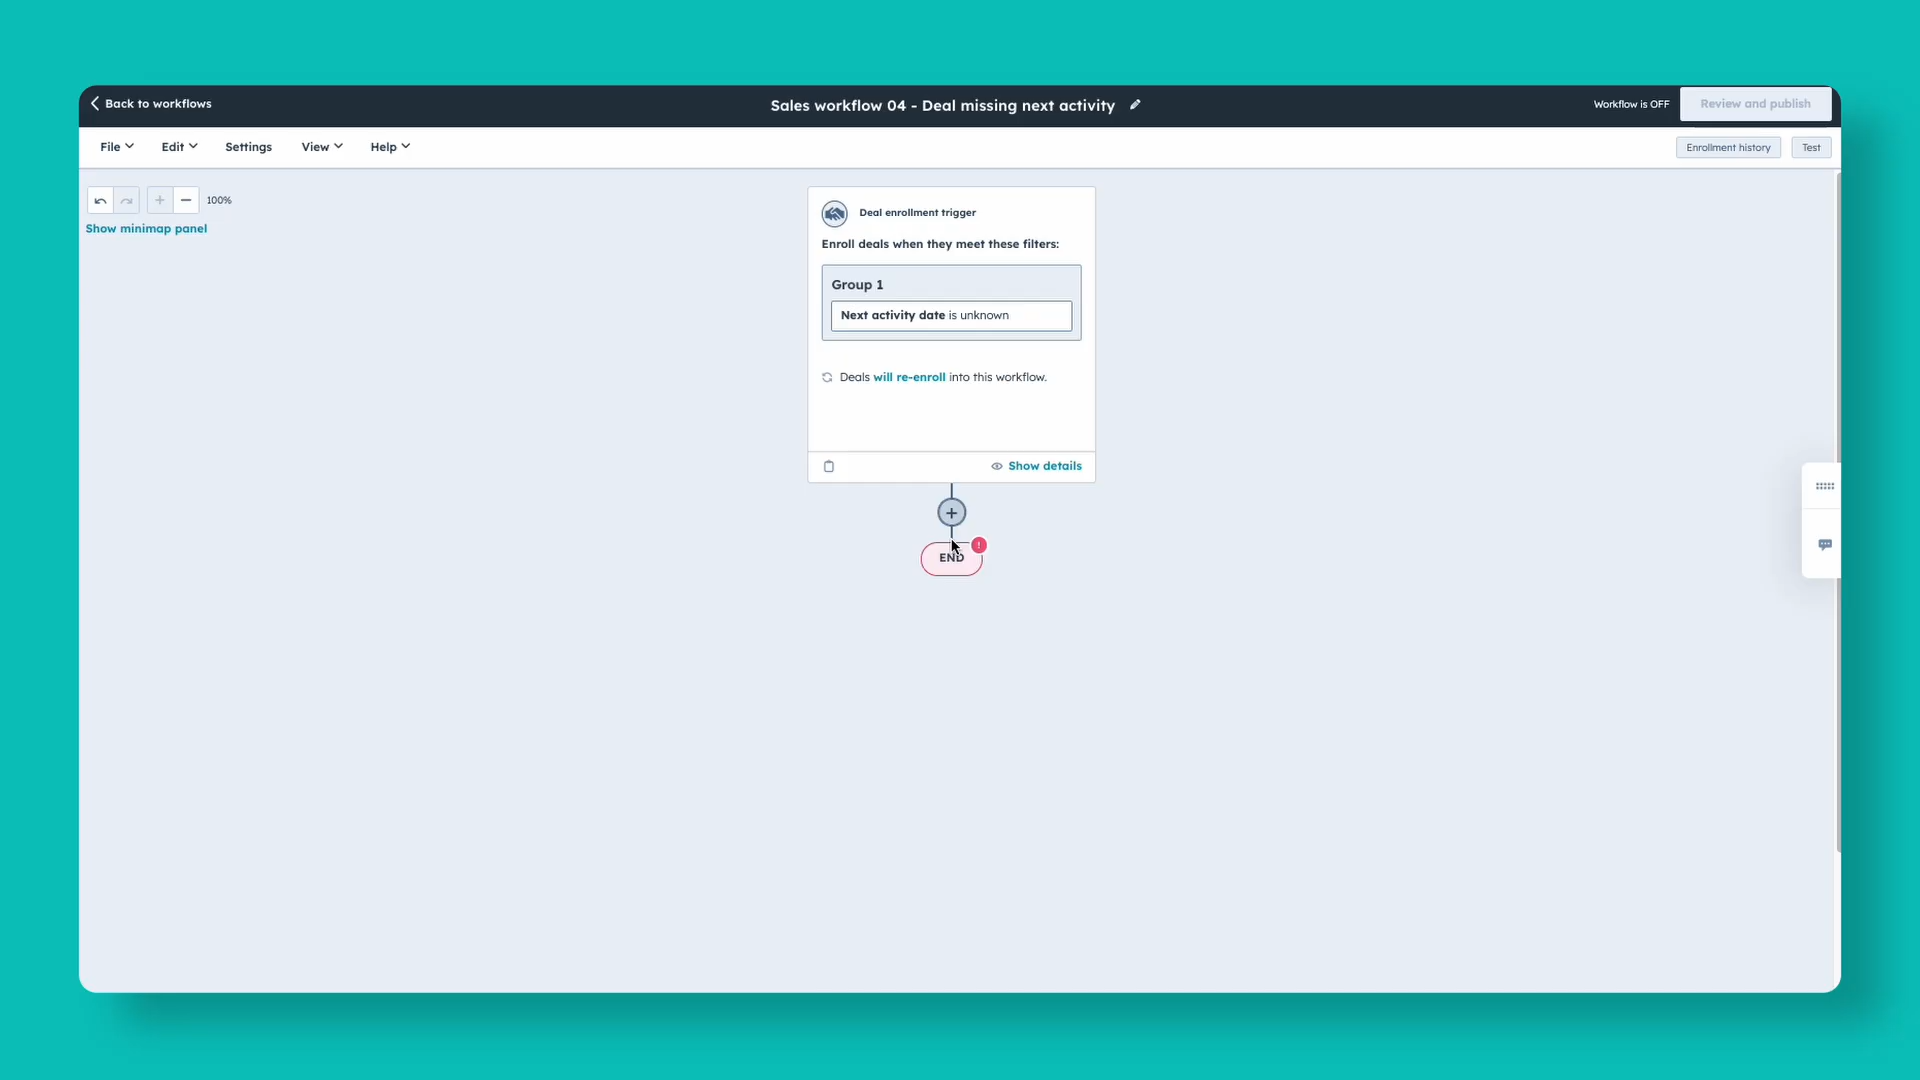 Back to workflows
Sales workflow 04 - Deal missing next activity
Workflow is OFF
Review and publish
File
Edit
Settings
View
Help
Enrollment history
Test
100%
Show minimap panel
Deal enrollment trigger
Enroll deals when they meet these filters:
Group 1
Next activity date is unknown
Deals will re-enroll into this workflow.
Show details
+
!
END